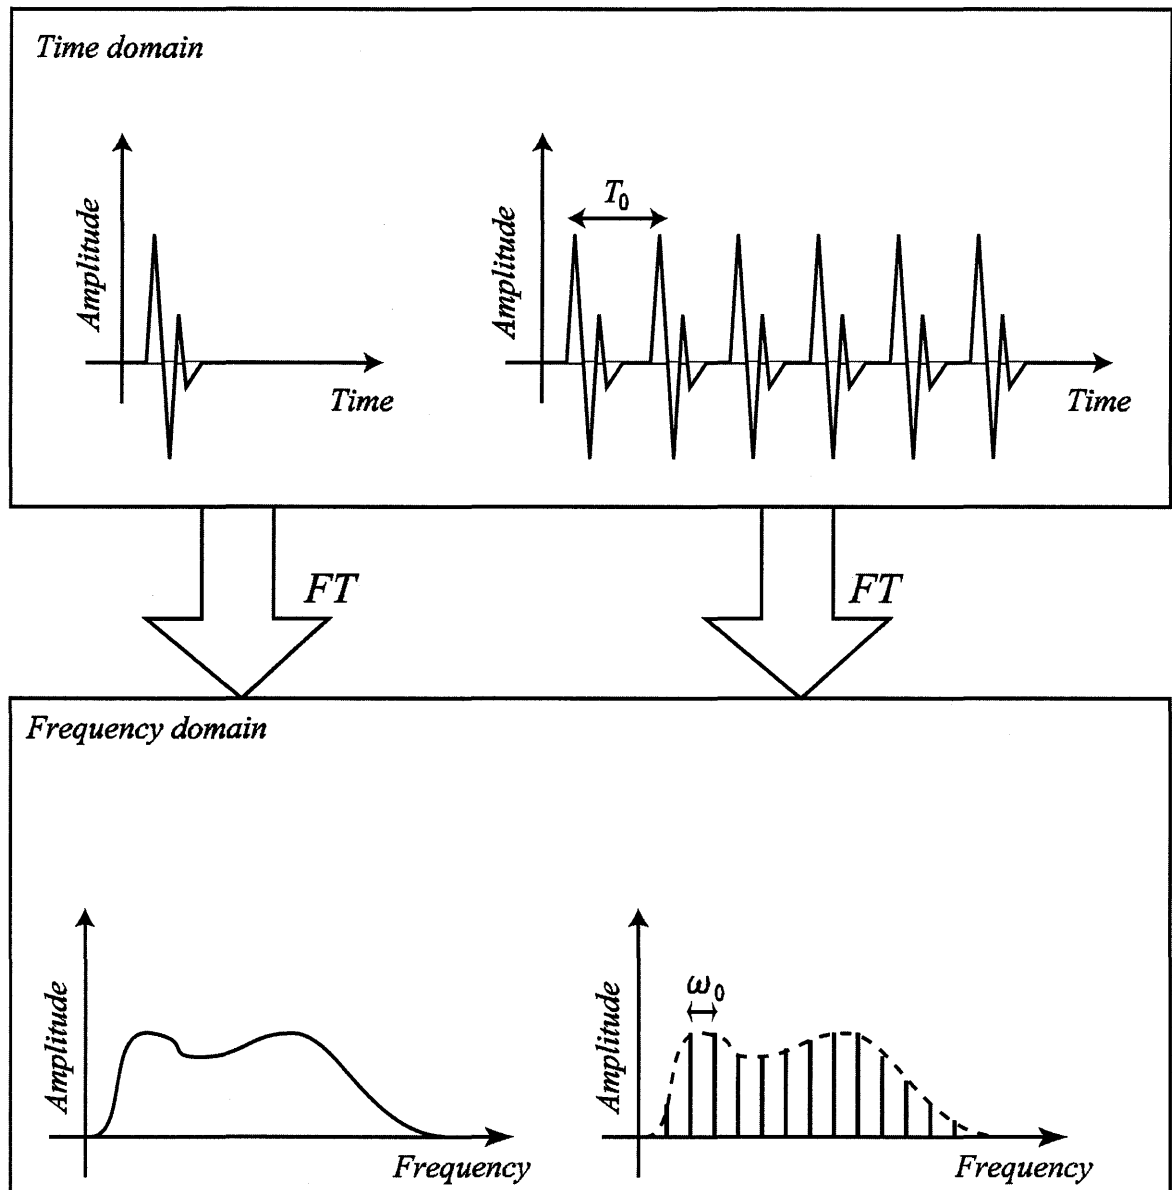 Time domain
Amplitude
Time
T₀
Amplitude
Time
FT
FT
Frequency domain
Amplitude
Frequency
ω₀
Amplitude
Frequency